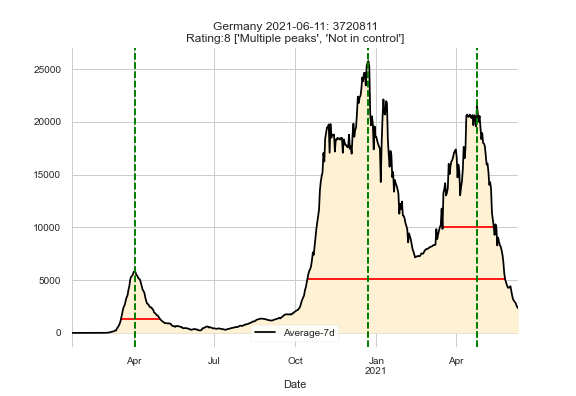 Germany 2021-06-11: 3720811
Rating:8 ['Multiple peaks', 'Not in control']
25000
20000
15000
10000
5000
0
Average-7d
Apr Jul Oct Jan Apr
2021
Date